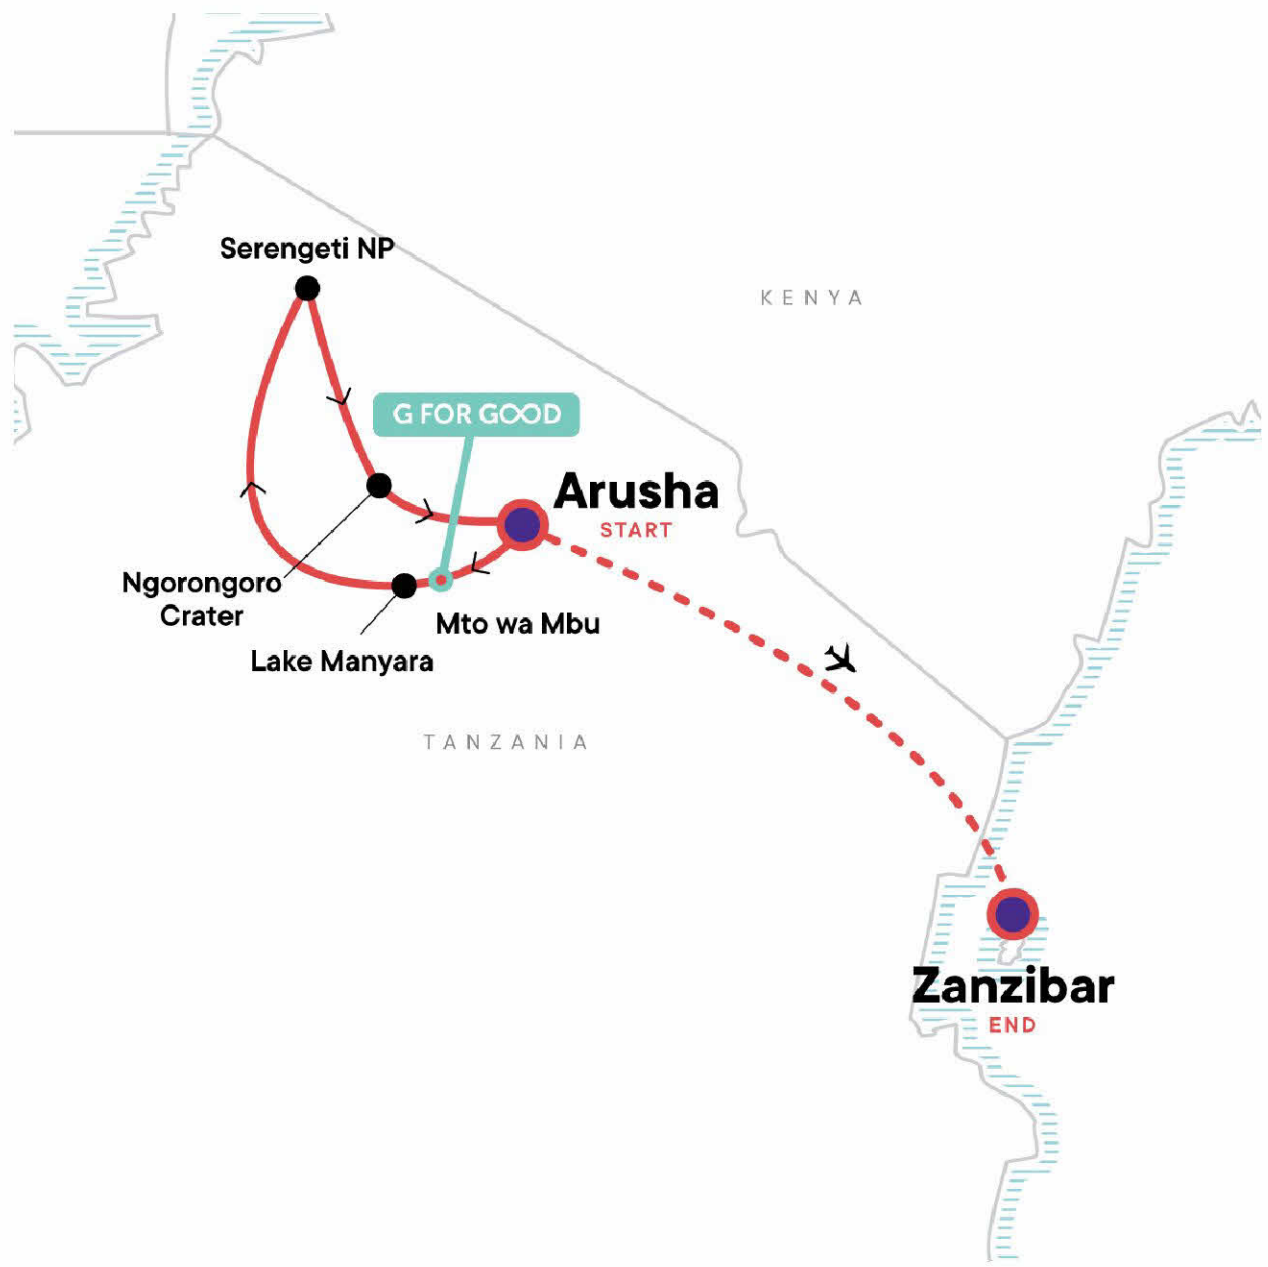 Serengeti NP
KENYA
G FOR GOOD
Arusha
START
Ngorongoro
Crater
Mto wa Mbu
Lake Manyara
TANZANIA
Zanzibar
END